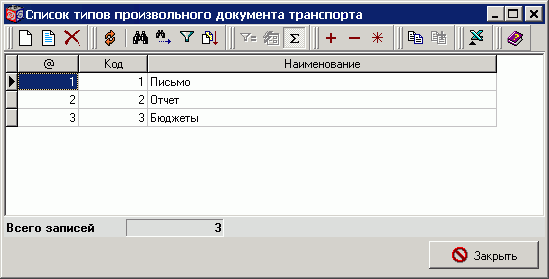 Список типов произвольного документа транспорта
@ Код Наименование
1 1 Письмо
2 2 Отчет
3 3 Бюджеты
Всего записей 3
Закрыть